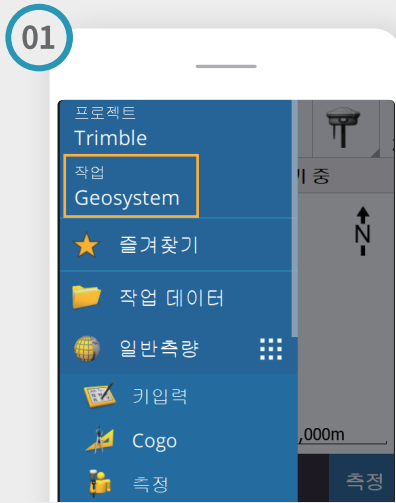 01
프로젝트
Trimble
작업
Geosystem
기 중
즐겨찾기
N
작업 데이터
일반측량
키입력
Cogo
,000m
측정
측정